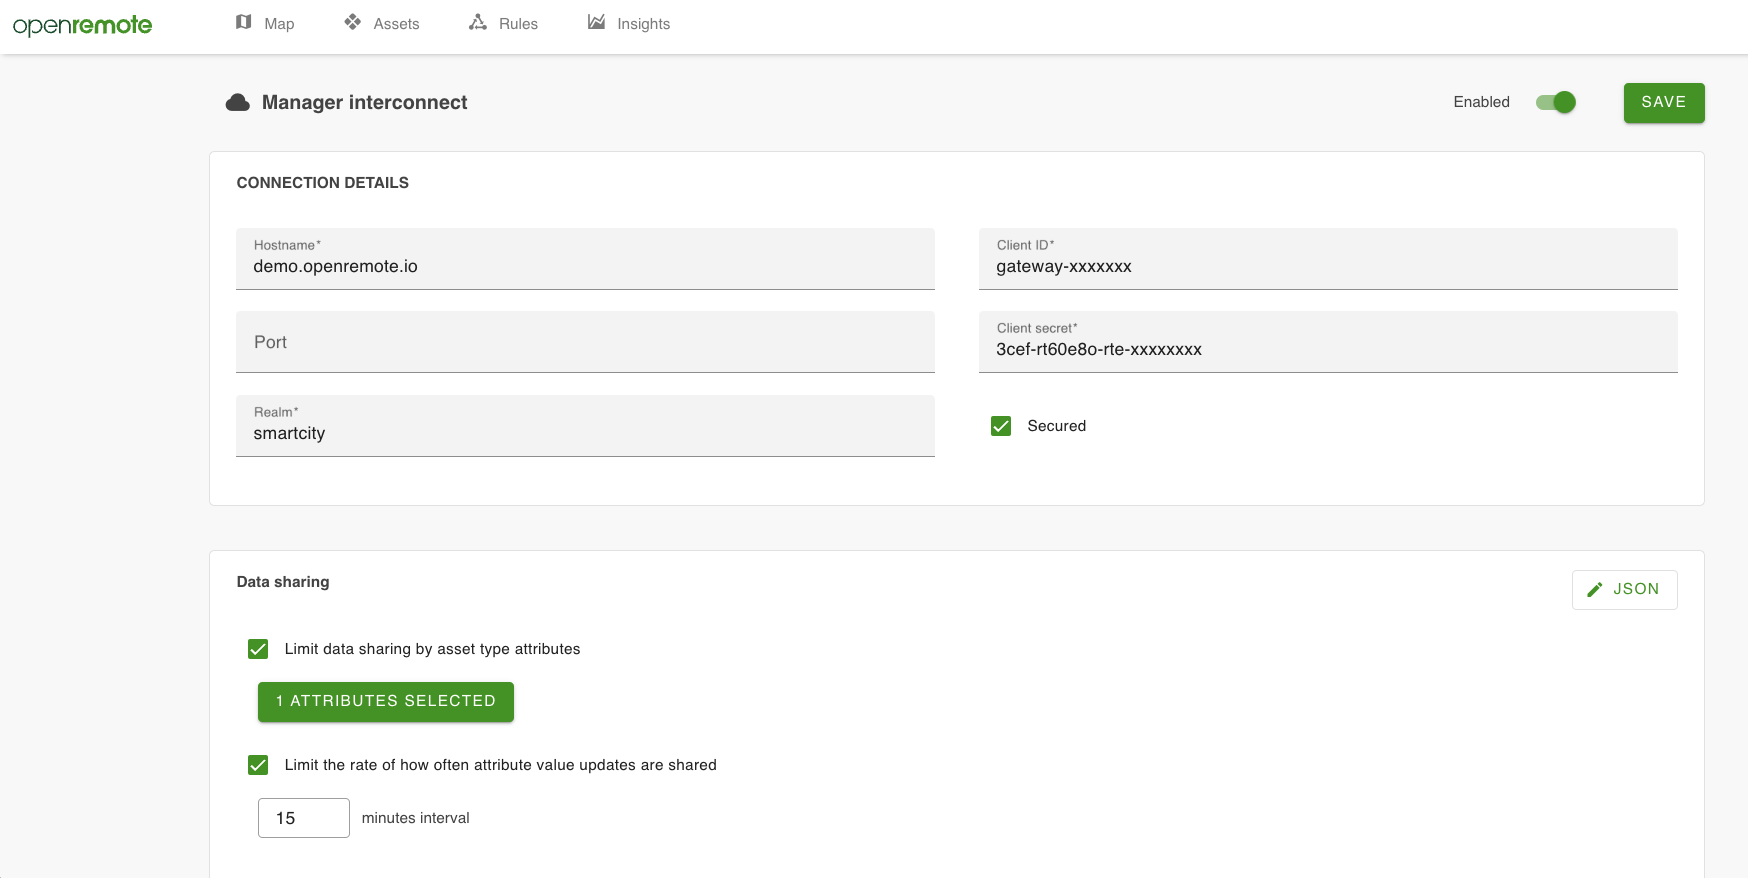 openremote
Map
Assets
Rules
Insights
Manager interconnect
Enabled
SAVE
CONNECTION DETAILS
Hostname*
demo.openremote.io
Client ID*
gateway-xxxxxxx
Port
Client secret*
3cef-rt60e8o-rte-xxxxxxxx
Realm*
smartcity
Secured
Data sharing
JSON
Limit data sharing by asset type attributes
1 ATTRIBUTES SELECTED
Limit the rate of how often attribute value updates are shared
15
minutes interval